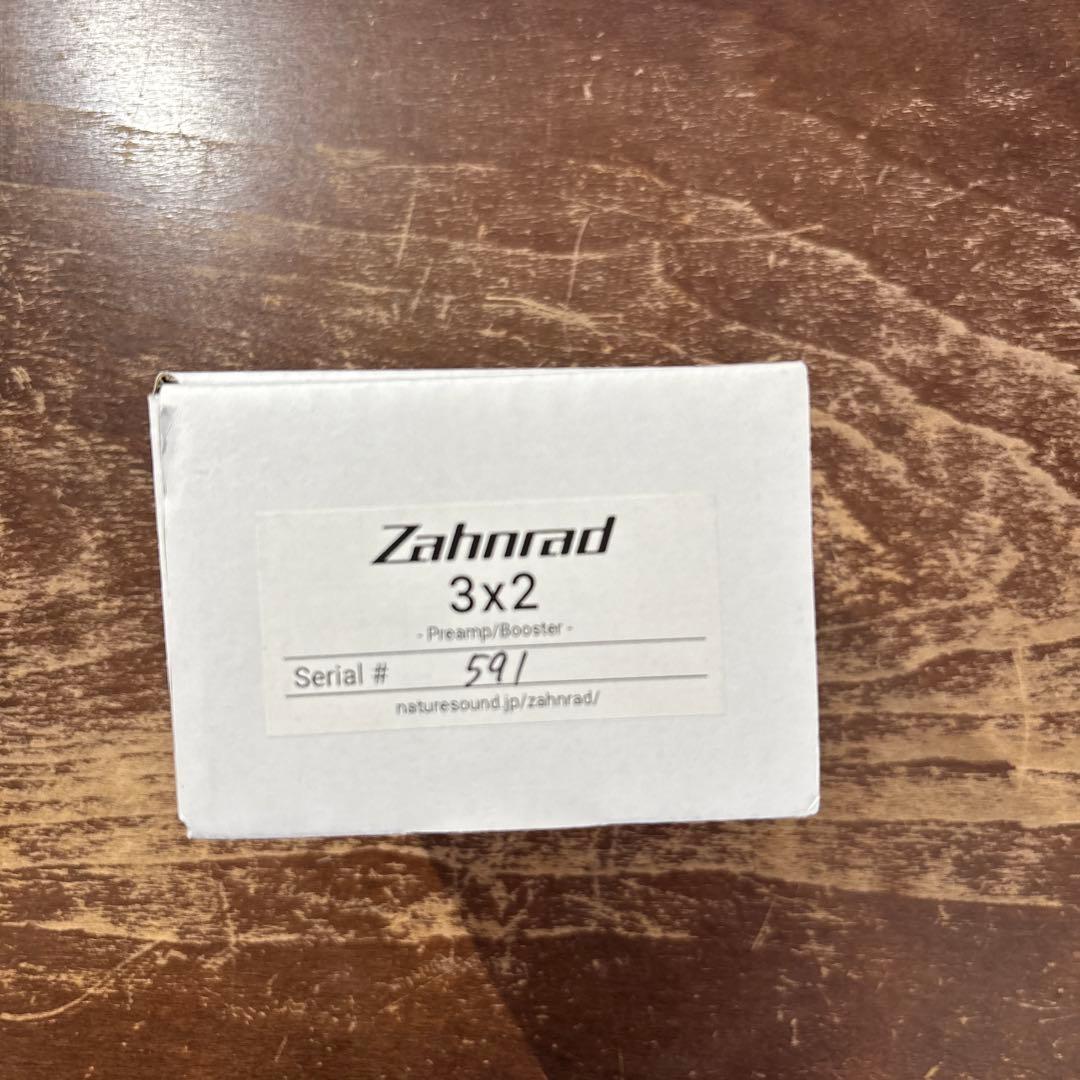 Zahnrad
3x2
- Preamp/Booster -
Serial # 591
naturesound.jp/zahnrad/